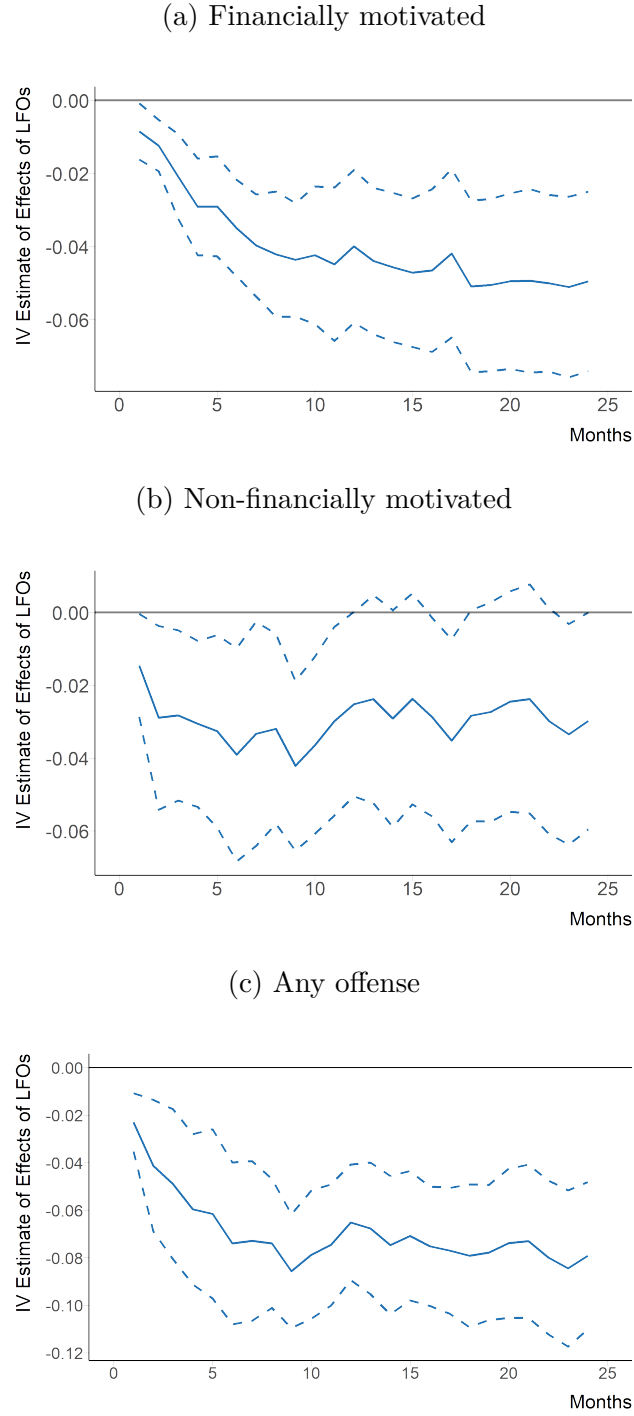 (a) Financially motivated
IV Estimate of Effects of LFOs
0.00
-0.02
-0.04
-0.06
0 5 10 15 20 25
Months
(b) Non-financially motivated
IV Estimate of Effects of LFOs
0.00
-0.02
-0.04
-0.06
0 5 10 15 20 25
Months
(c) Any offense
IV Estimate of Effects of LFOs
0.00
-0.02
-0.04
-0.06
-0.08
-0.10
-0.12
0 5 10 15 20 25
Months